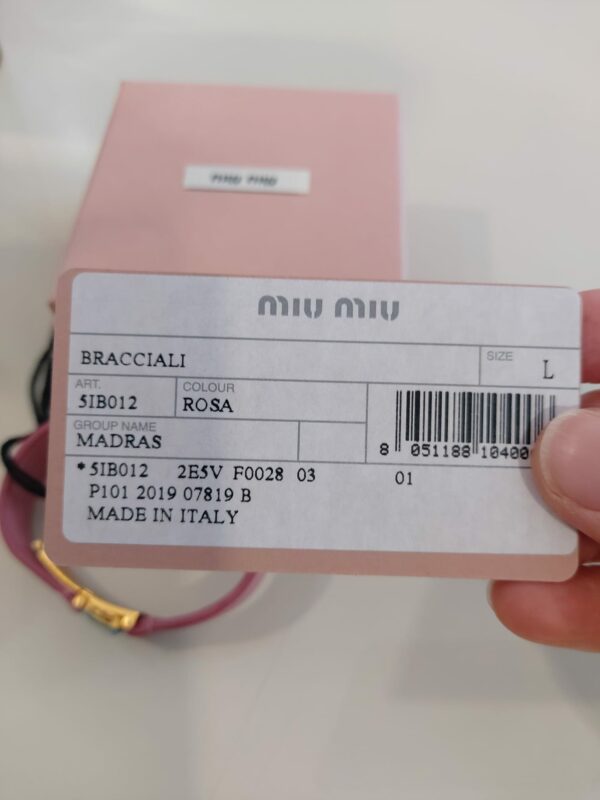 miu miu
miu miu
BRACCIALI
SIZE
L
ART.
5IB012
COLOUR
ROSA
GROUP NAME
MADRAS
8 051188 10400
*5IB012 2E5V F0028 03 01
P101 2019 07819 B
MADE IN ITALY